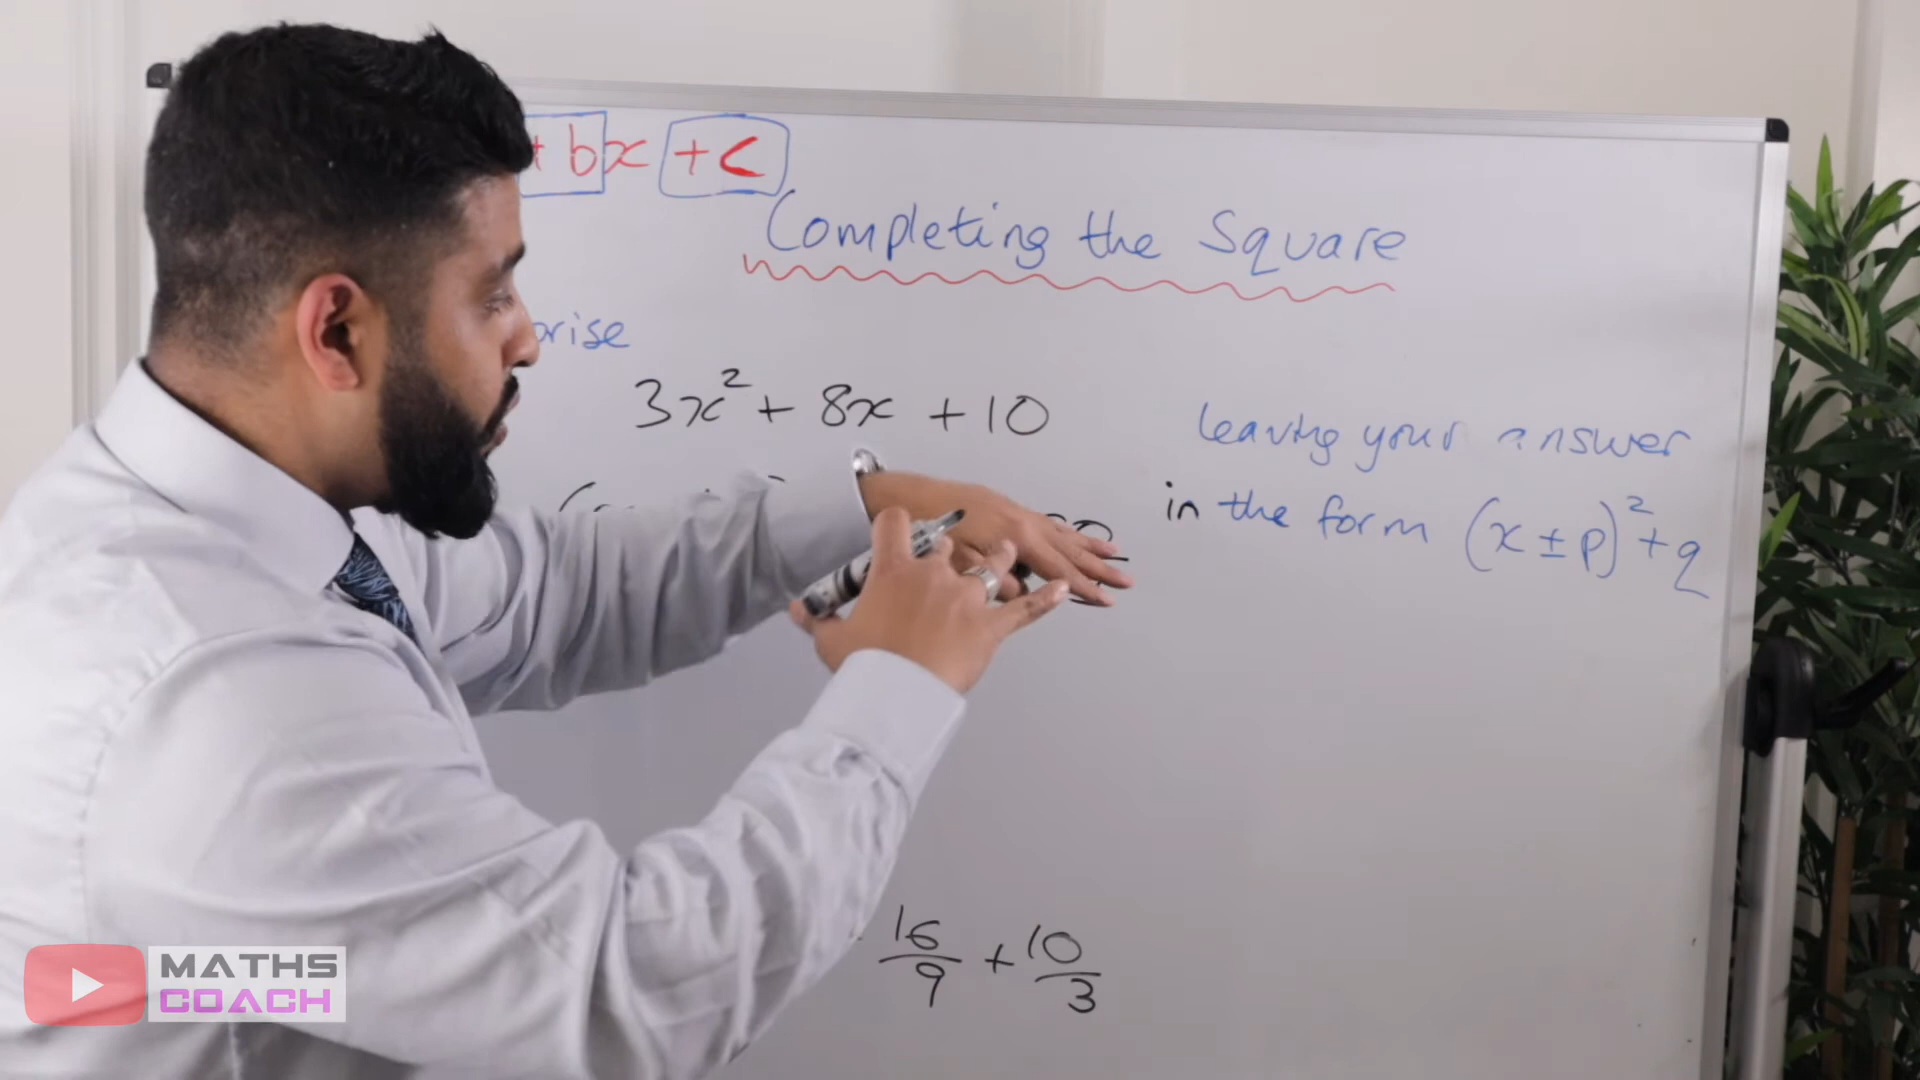 + bx + c
Completing the Square
orise
3x² + 8x + 10
leaving your answer
in the form (x ± p)² + q
16/9 + 10/3
MATHS
COACH